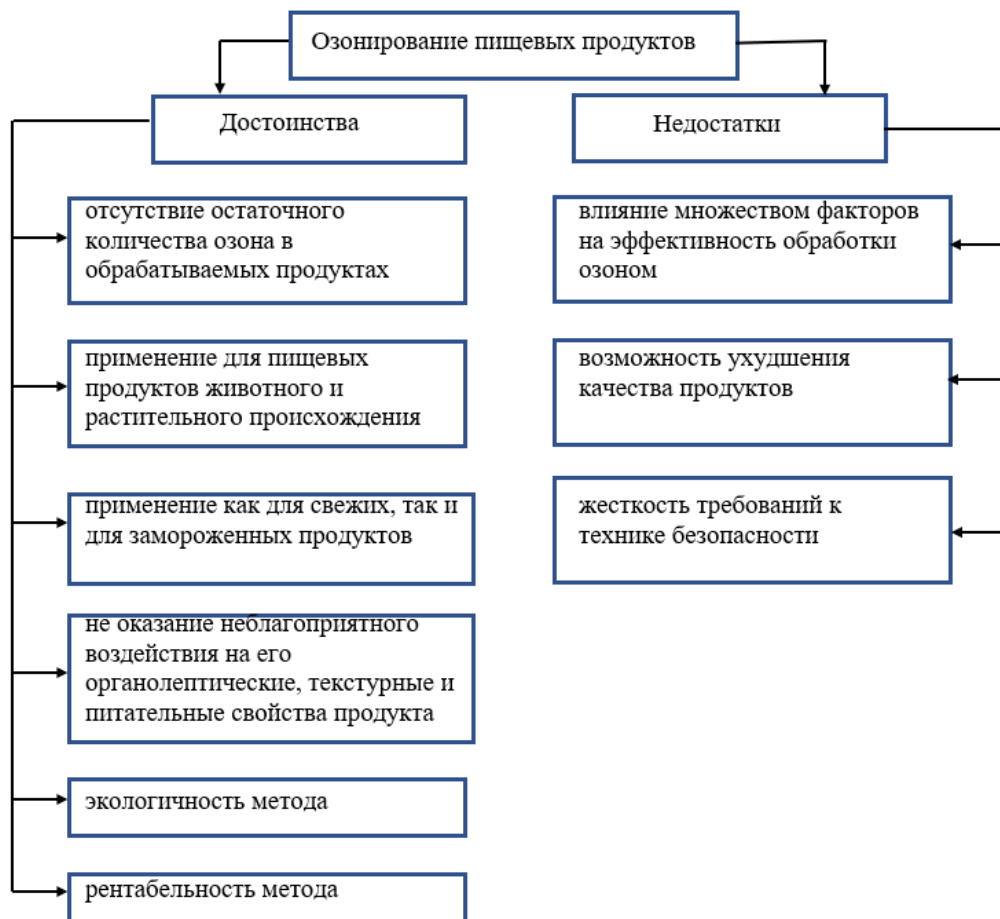 Озонирование пищевых продуктов
Достоинства
Недостатки
отсутствие остаточного
количества озона в
обрабатываемых продуктах
применение для пищевых
продуктов животного и
растительного происхождения
применение как для свежих, так и
для замороженных продуктов
не оказание неблагоприятного
воздействия на его
органолептические, текстурные и
питательные свойства продукта
экологичность метода
рентабельность метода
влияние множеством факторов
на эффективность обработки
озоном
возможность ухудшения
качества продуктов
жесткость требований к
технике безопасности